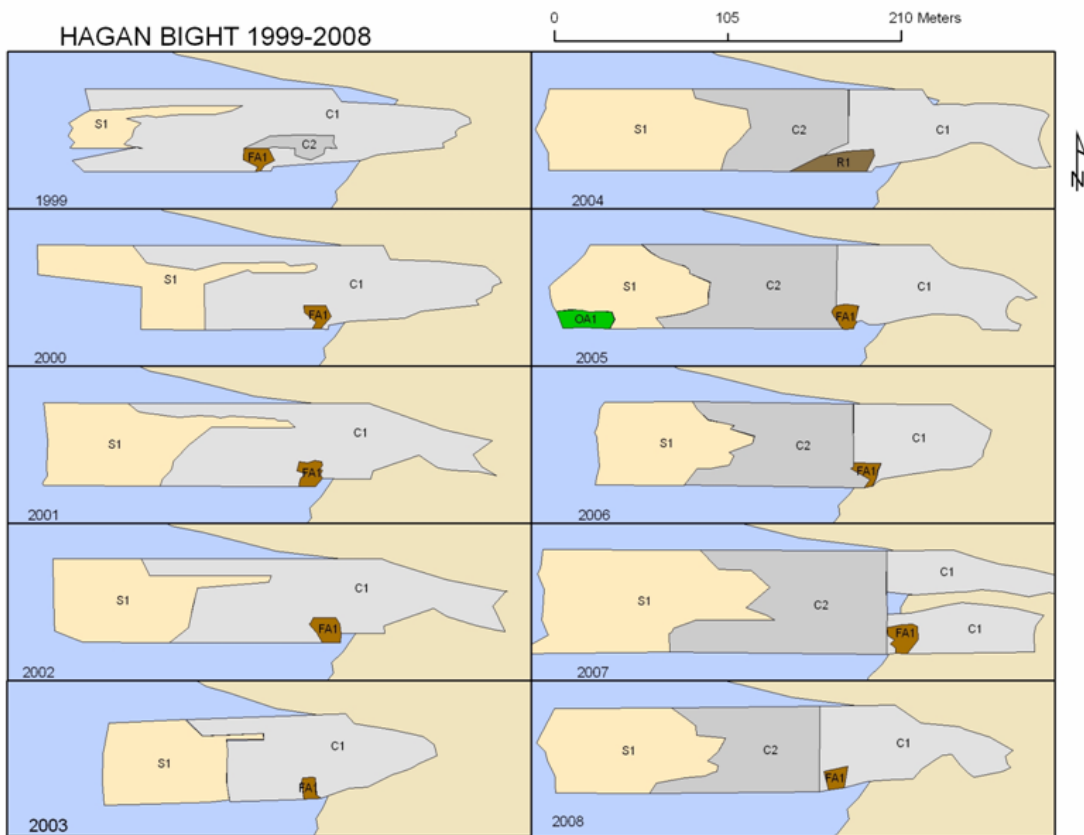 HAGAN BIGHT 1999-2008
0 105 210 Meters
N
S1 C1
C2
FA1
1999
S1 C2 C1
R1
2004
S1 C1
FA1
2000
S1 C2 C1
OA1 FA1
2005
S1 C1
FA1
2001
S1 C2 C1
FA1
2006
S1 C1
FA1
2002
C1
S1 C2
FA1 C1
2007
C1
S1
FA1
2003
S1 C2 C1
FA1
2008